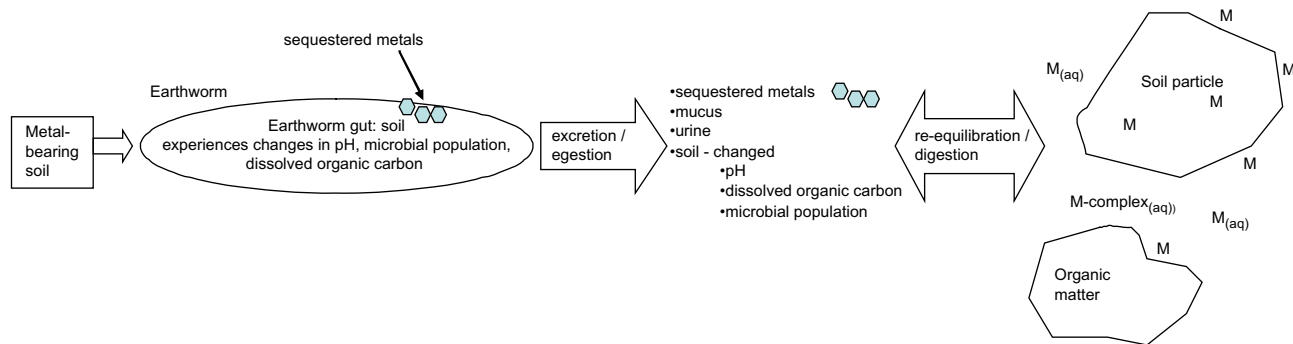 sequestered metals
Earthworm
Metal-
bearing
soil
Earthworm gut: soil
experiences changes in pH, microbial population,
dissolved organic carbon
excretion /
egestion
•sequestered metals
•mucus
•urine
•soil - changed
•pH
•dissolved organic carbon
•microbial population
re-equilibration /
digestion
M
M(aq)
Soil particle
M
M
M
M
M-complex(aq))
M(aq)
M
Organic
matter